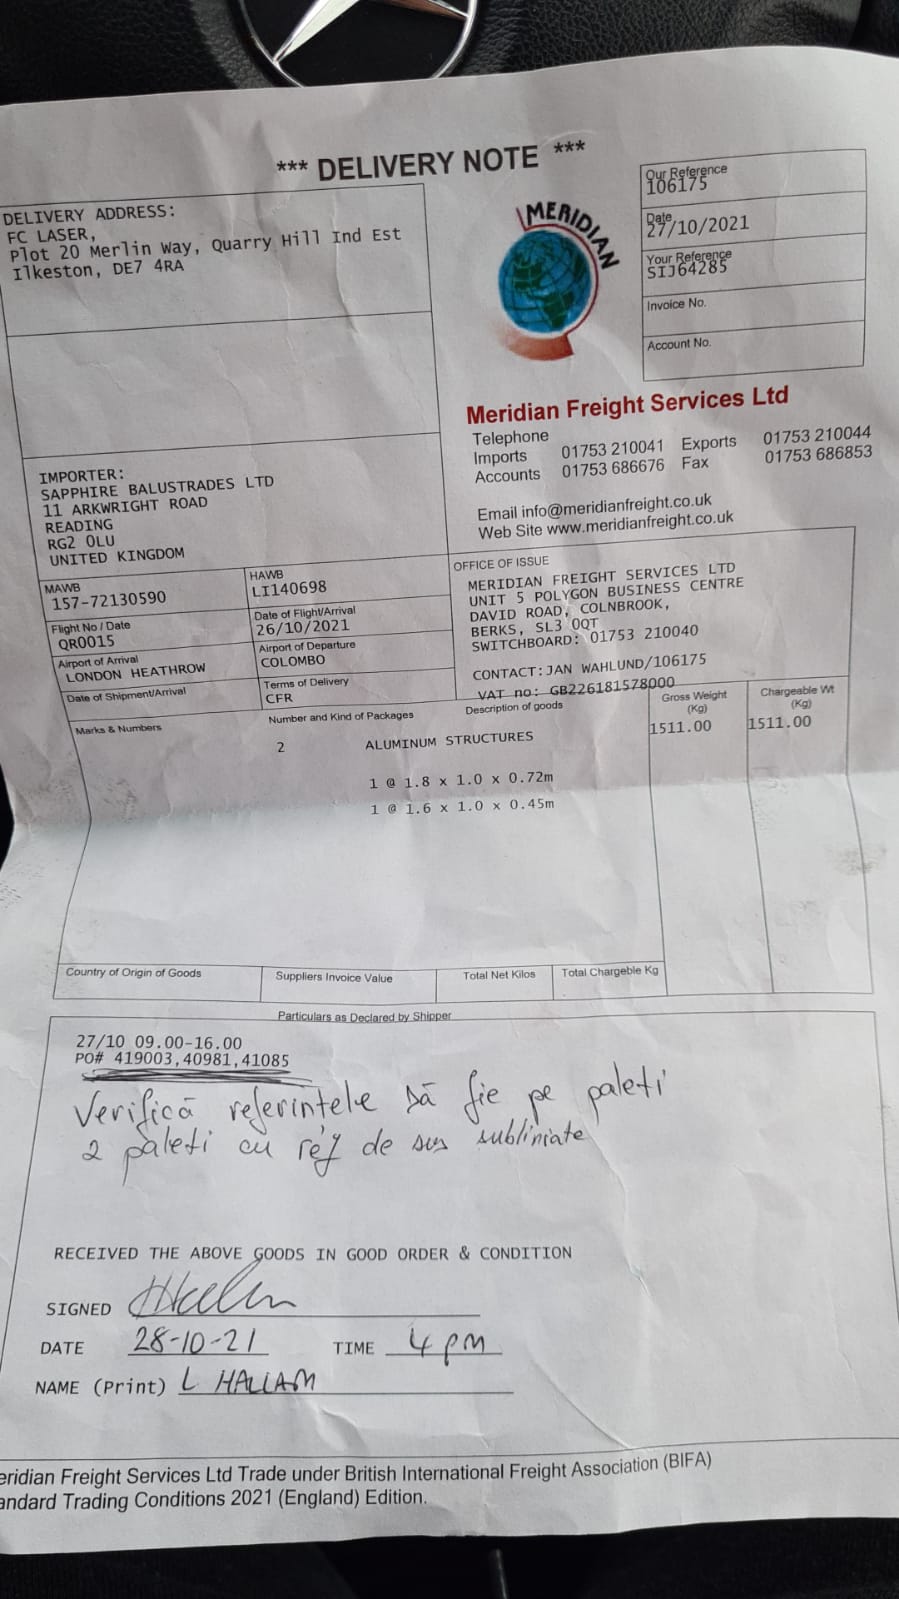 *** DELIVERY NOTE ***
DELIVERY ADDRESS:
FC LASER,
Plot 20 Merlin Way, Quarry Hill Ind Est
Ilkeston, DE7 4RA
MERIDIAN
Our Reference
106175
Date
27/10/2021
Your Reference
SIJ64285
Invoice No.
Account No.
Meridian Freight Services Ltd
Telephone
Imports 01753 210041 Exports 01753 210044
Accounts 01753 686676 Fax 01753 686853
Email info@meridianfreight.co.uk
Web Site www.meridianfreight.co.uk
IMPORTER:
SAPPHIRE BALUSTRADES LTD
11 ARKWRIGHT ROAD
READING
RG2 0LU
UNITED KINGDOM
MAWB
157-72130590
HAWB
LI140698
Flight No / Date
QR0015
Date of Flight/Arrival
26/10/2021
Airport of Arrival
LONDON HEATHROW
Airport of Departure
COLOMBO
Date of Shipment/Arrival
Terms of Delivery
CFR
OFFICE OF ISSUE
MERIDIAN FREIGHT SERVICES LTD
UNIT 5 POLYGON BUSINESS CENTRE
DAVID ROAD, COLNBROOK,
BERKS, SL3 0QT
SWITCHBOARD: 01753 210040
CONTACT:JAN WAHLUND/106175
VAT no: GB226181578000
Marks & Numbers Number and Kind of Packages Description of goods Gross Weight (Kg) Chargeable Wt (Kg)
2 ALUMINUM STRUCTURES 1511.00 1511.00
1 @ 1.8 x 1.0 x 0.72m
1 @ 1.6 x 1.0 x 0.45m
Country of Origin of Goods Suppliers Invoice Value Total Net Kilos Total Chargeble Kg
Particulars as Declared by Shipper
27/10 09.00-16.00
PO# 419003,40981,41085
Verifică referintele să fie pe paleti
2 paleti cu ref de sus subliniate
RECEIVED THE ABOVE GOODS IN GOOD ORDER & CONDITION
SIGNED
DATE 28-10-21 TIME 4 pm
NAME (Print) L HALLAM
eridian Freight Services Ltd Trade under British International Freight Association (BIFA)
andard Trading Conditions 2021 (England) Edition.